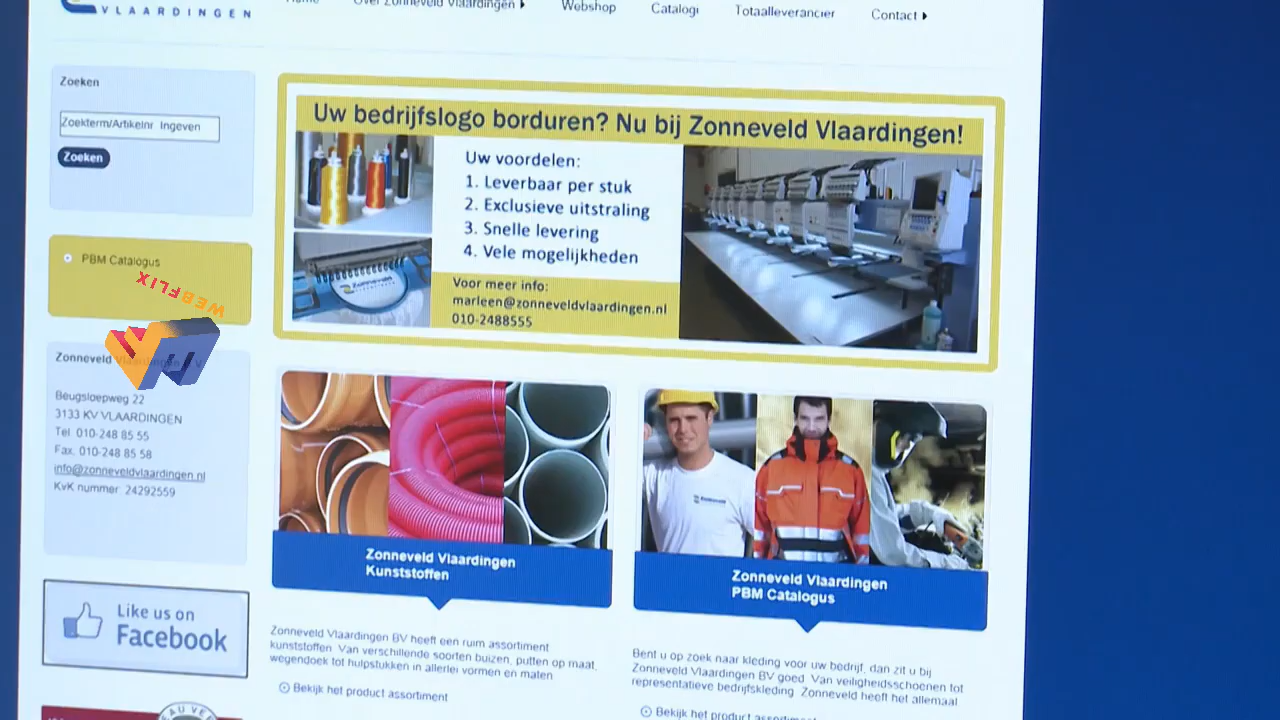 VLAARDINGEN
Home
Over Zonneveld Vlaardingen
Webshop
Catalogi
Totaalleverancier
Contact
Zoeken
Zoekterm/Artikelnr. Ingeven
Zoeken
PBM Catalogus
WEBFLIX
Zonneveld Vlaardingen
Beugsloepweg 22
3133 KV VLAARDINGEN
Tel. 010-248 85 55
Fax. 010-248 85 58
info@zonneveldvlaardingen.nl
KvK nummer 24292559
Like us on
Facebook
Uw bedrijfslogo borduren? Nu bij Zonneveld Vlaardingen!
Uw voordelen:
1. Leverbaar per stuk
2. Exclusieve uitstraling
3. Snelle levering
4. Vele mogelijkheden
Voor meer info:
marleen@zonneveldvlaardingen.nl
010-2488555
Zonneveld Vlaardingen
Kunststoffen
Zonneveld Vlaardingen BV heeft een ruim assortiment
kunststoffen. Van verschillende soorten buizen, putten op maat,
wegendoek tot hulpstukken in allerlei vormen en maten
Bekijk het product assortiment
Zonneveld Vlaardingen
PBM Catalogus
Bent u op zoek naar kleding voor uw bedrijf, dan zit u bij
Zonneveld Vlaardingen BV goed. Van veiligheidsschoenen tot
representatieve bedrijfskleding. Zonneveld heeft het allemaal
Bekijk het product assortiment